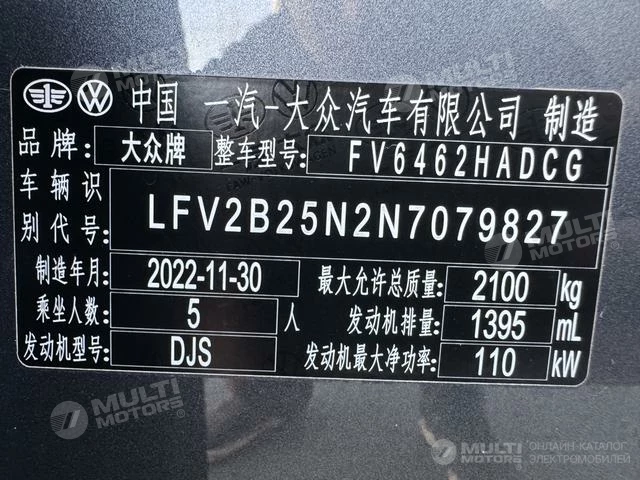 中国 一汽-大众汽车有限公司 制造
品牌: 大众牌 整车型号: FV6462HADCG
车辆识别代号: LFV2B25N2N7079827
制造年月: 2022-11-30 最大允许总质量: 2100 kg
乘坐人数: 5 人 发动机排量: 1395 mL
发动机型号: DJS 发动机最大净功率: 110 kW
MULTI MOTORS
MULTI MOTORS ОНЛАЙН-КАТАЛОГ ЭЛЕКТРОМОБИЛЕЙ